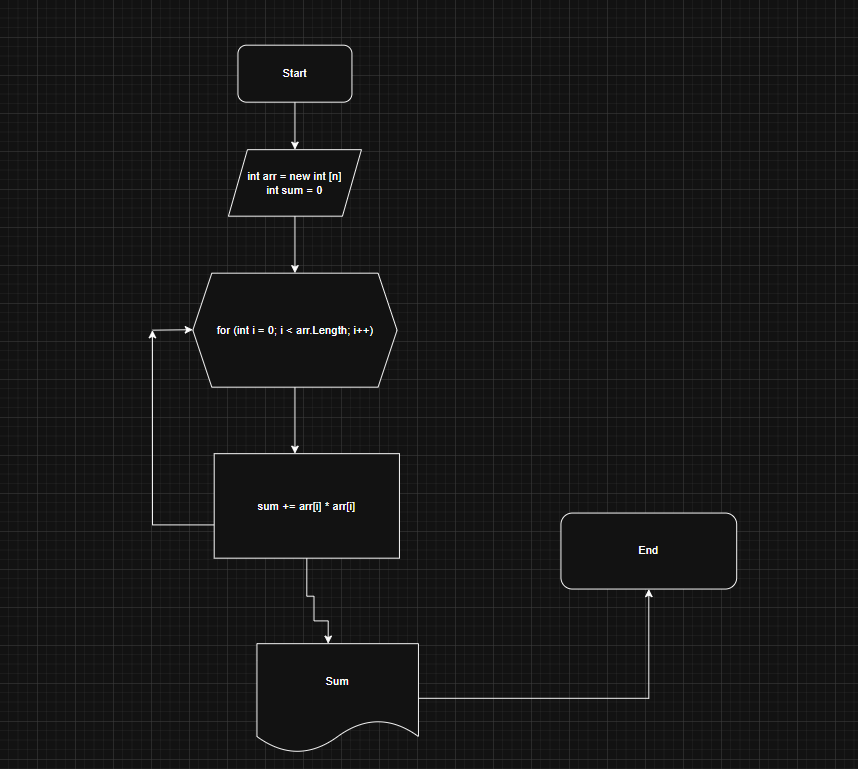 Start
int arr = new int [n]
int sum = 0
for (int i = 0; i < arr.Length; i++)
sum += arr[i] * arr[i]
End
Sum